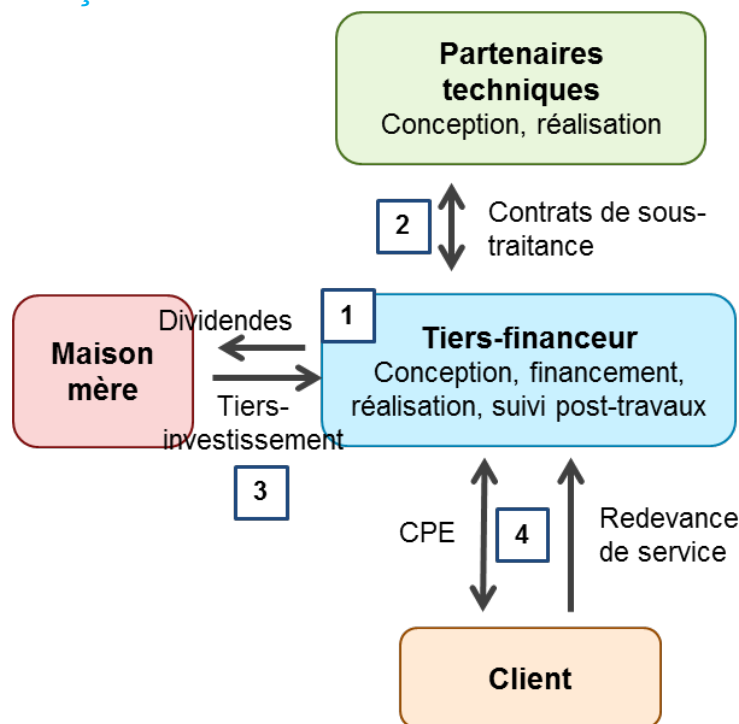 Partenaires
techniques
Conception, réalisation
2
Contrats de sous-
traitance
Dividendes
1
Maison
mère
Tiers-
investissement
3
Tiers-financeur
Conception, financement,
réalisation, suivi post-travaux
CPE
4
Redevance
de service
Client